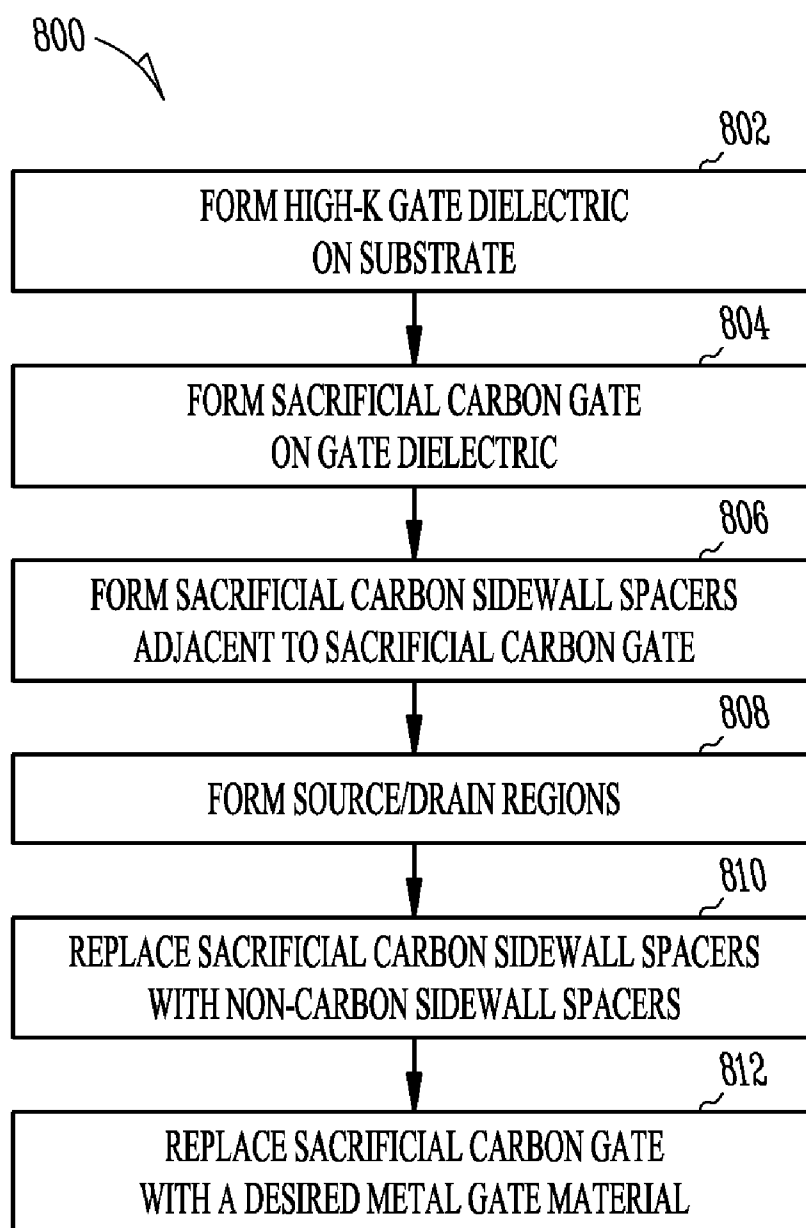 800
802
FORM HIGH-K GATE DIELECTRIC
ON SUBSTRATE
804
FORM SACRIFICIAL CARBON GATE
ON GATE DIELECTRIC
806
FORM SACRIFICIAL CARBON SIDEWALL SPACERS
ADJACENT TO SACRIFICIAL CARBON GATE
808
FORM SOURCE/DRAIN REGIONS
810
REPLACE SACRIFICIAL CARBON SIDEWALL SPACERS
WITH NON-CARBON SIDEWALL SPACERS
812
REPLACE SACRIFICIAL CARBON GATE
WITH A DESIRED METAL GATE MATERIAL